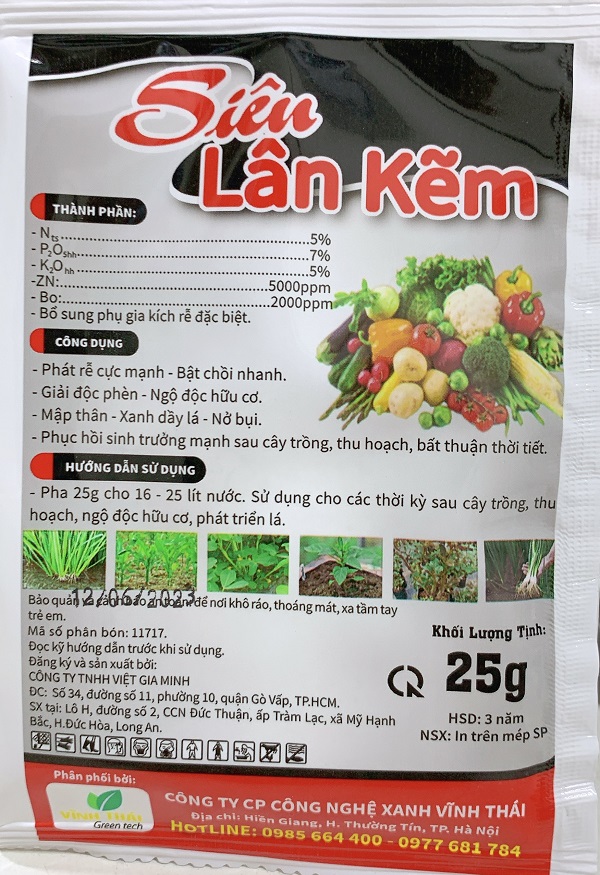 Siêu
Lân Kẽm
THÀNH PHẦN:
- Nts....................................................5%
- P2O5hh................................................7%
- K2Ohh.................................................5%
-ZN:.............................................5000ppm
- Bo:............................................2000ppm
- Bổ sung phụ gia kích rễ đặc biệt.
CÔNG DỤNG
- Phát rễ cực mạnh - Bật chồi nhanh.
- Giải độc phèn - Ngộ độc hữu cơ.
- Mập thân - Xanh dầy lá - Nở bụi.
- Phục hồi sinh trưởng mạnh sau cây trồng, thu hoạch, bất thuận thời tiết.
HƯỚNG DẪN SỬ DỤNG
- Pha 25g cho 16 - 25 lít nước. Sử dụng cho các thời kỳ sau cây trồng, thu
hoạch, ngộ độc hữu cơ, phát triển lá.
12/06/2023
Bảo quản và cảnh báo an toàn: để nơi khô ráo, thoáng mát, xa tầm tay
trẻ em.
Mã số phân bón: 11717.
Đọc kỹ hướng dẫn trước khi sử dụng.
Đăng ký và sản xuất bởi:
CÔNG TY TNHH VIỆT GIA MINH
ĐC: Số 34, đường số 11, phường 10, quận Gò Vấp, TP.HCM.
SX tại: Lô H, đường số 2, CCN Đức Thuận, ấp Tràm Lạc, xã Mỹ Hạnh
Bắc, H.Đức Hòa, Long An.
Khối Lượng Tịnh:
25g
HSD: 3 năm
NSX: In trên mép SP
Phân phối bởi:
VĨNH THÁI
Green tech
CÔNG TY CP CÔNG NGHỆ XANH VĨNH THÁI
Địa chỉ: Hiền Giang, H. Thường Tín, TP. Hà Nội
HOTLINE: 0985 664 400 - 0977 681 784